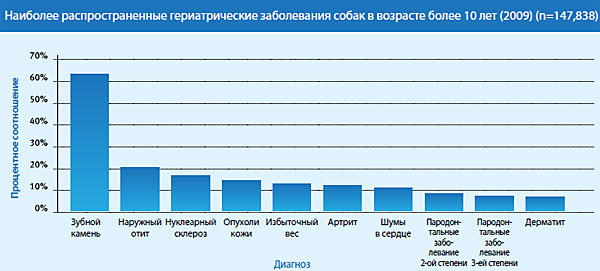 Наиболее распространенные гериатрические заболевания собак в возрасте более 10 лет (2009) (n=147,838)
Процентное соотношение
70%
60%
50%
40%
30%
20%
10%
0%
Зубной
камень
Наружный
отит
Нуклеарный
склероз
Опухоли
кожи
Избыточный
вес
Артрит
Шумы
в сердце
Пародон-
тальные
забо-
левание
2-ой степени
Пародон-
тальные
забо-
левание
3-ей степени
Дерматит
Диагноз